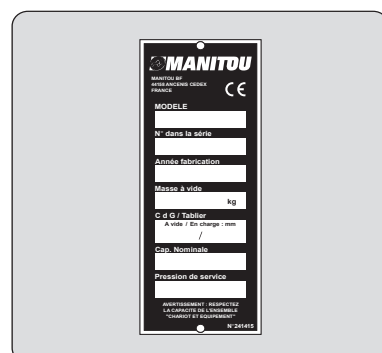 MANITOU
MANITOU BF
44158 ANCENIS CEDEX
FRANCE
CE
MODELE
N° dans la série
Année fabrication
Masse à vide
kg
C d G / Tablier
A vide / En charge : mm
/
Cap. Nominale
Pression de service
AVERTISSEMENT : RESPECTEZ
LA CAPACITE DE L'ENSEMBLE
"CHARIOT ET EQUIPEMENT"
N°241415